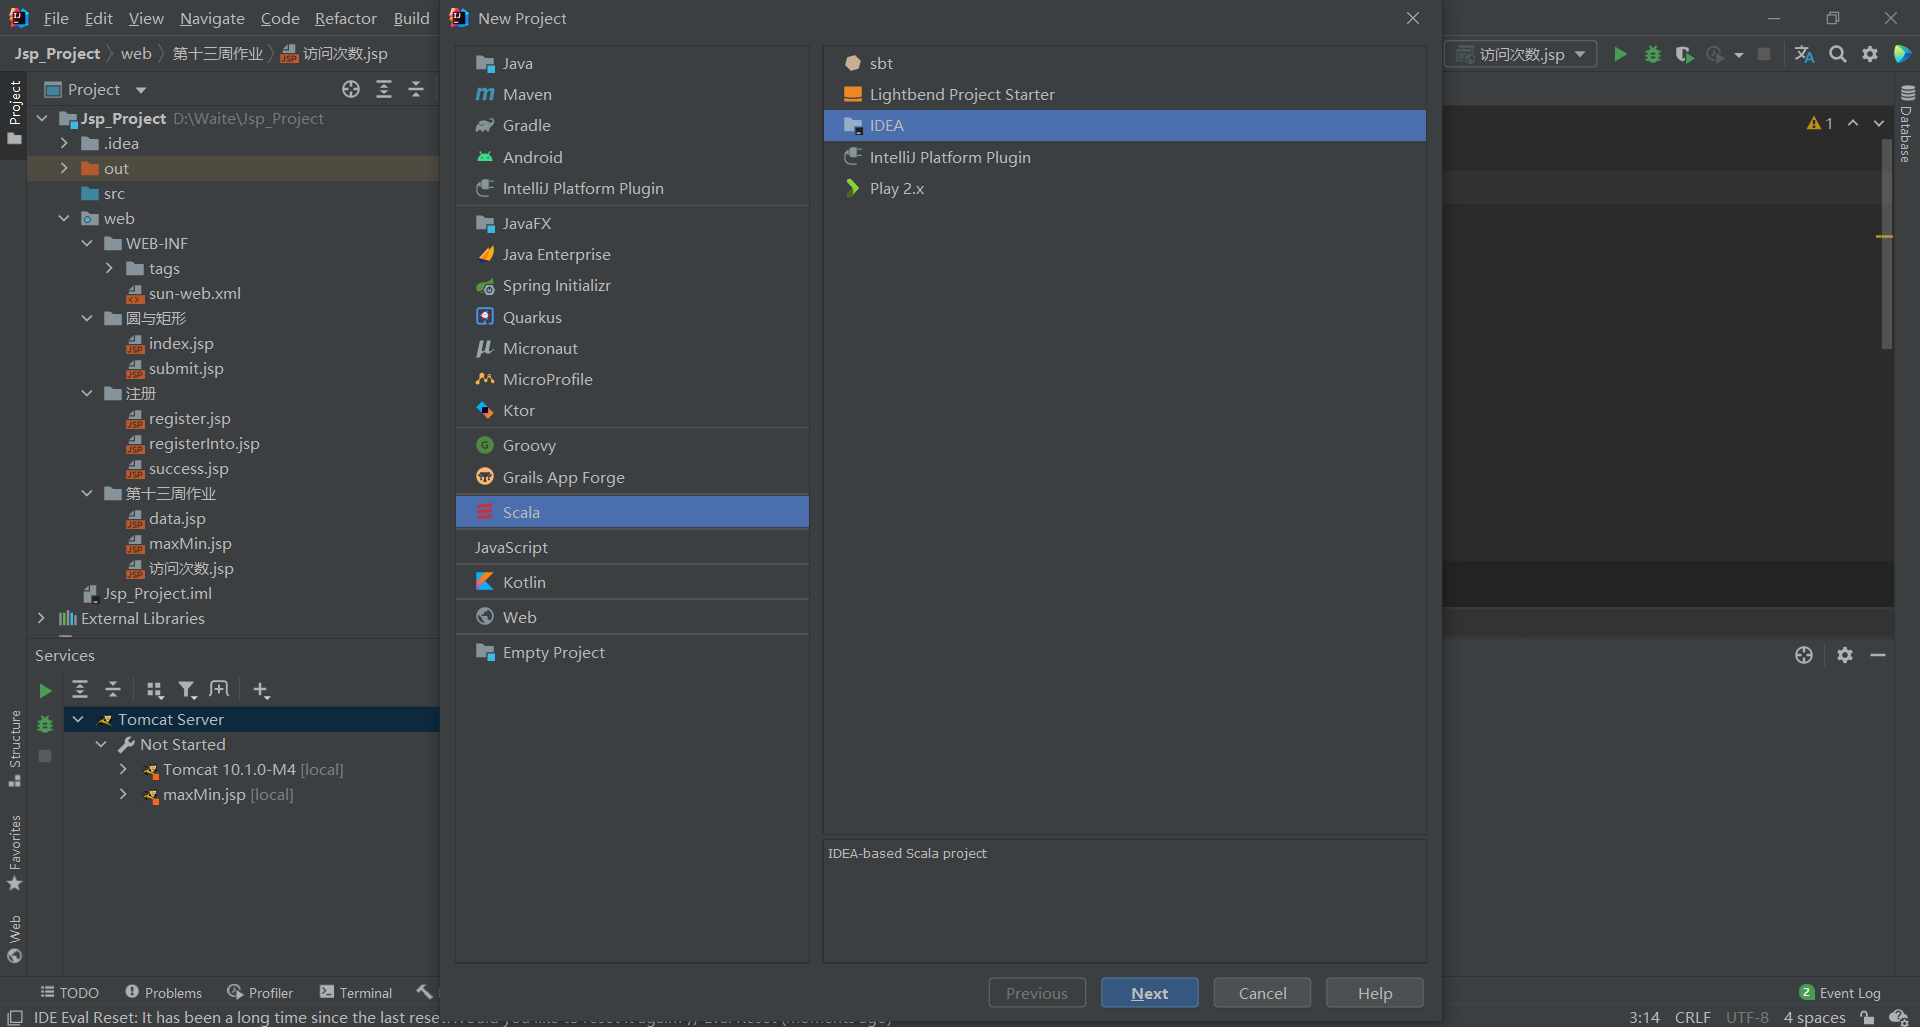 File Edit View Navigate Code Refactor Build
New Project
Jsp_Project web 第十三周作业 访问次数.jsp
访问次数.jsp
Project
Project
Jsp_Project D:\Waite\Jsp_Project
.idea
out
src
web
WEB-INF
tags
sun-web.xml
圆与矩形
index.jsp
submit.jsp
注册
register.jsp
registerInto.jsp
success.jsp
第十三周作业
data.jsp
maxMin.jsp
访问次数.jsp
Jsp_Project.iml
External Libraries
Services
Tomcat Server
Not Started
Tomcat 10.1.0-M4 [local]
maxMin.jsp [local]
Structure
Favorites
Web
Java
Maven
Gradle
Android
IntelliJ Platform Plugin
JavaFX
Java Enterprise
Spring Initializr
Quarkus
Micronaut
MicroProfile
Ktor
Groovy
Grails App Forge
Scala
JavaScript
Kotlin
Web
Empty Project
sbt
Lightbend Project Starter
IDEA
IntelliJ Platform Plugin
Play 2.x
IDEA-based Scala project
Previous Next Cancel Help
1
Database
TODO Problems Profiler Terminal
2 Event Log
IDE Eval Reset: It has been a long time since the last reset
3:14 CRLF UTF-8 4 spaces